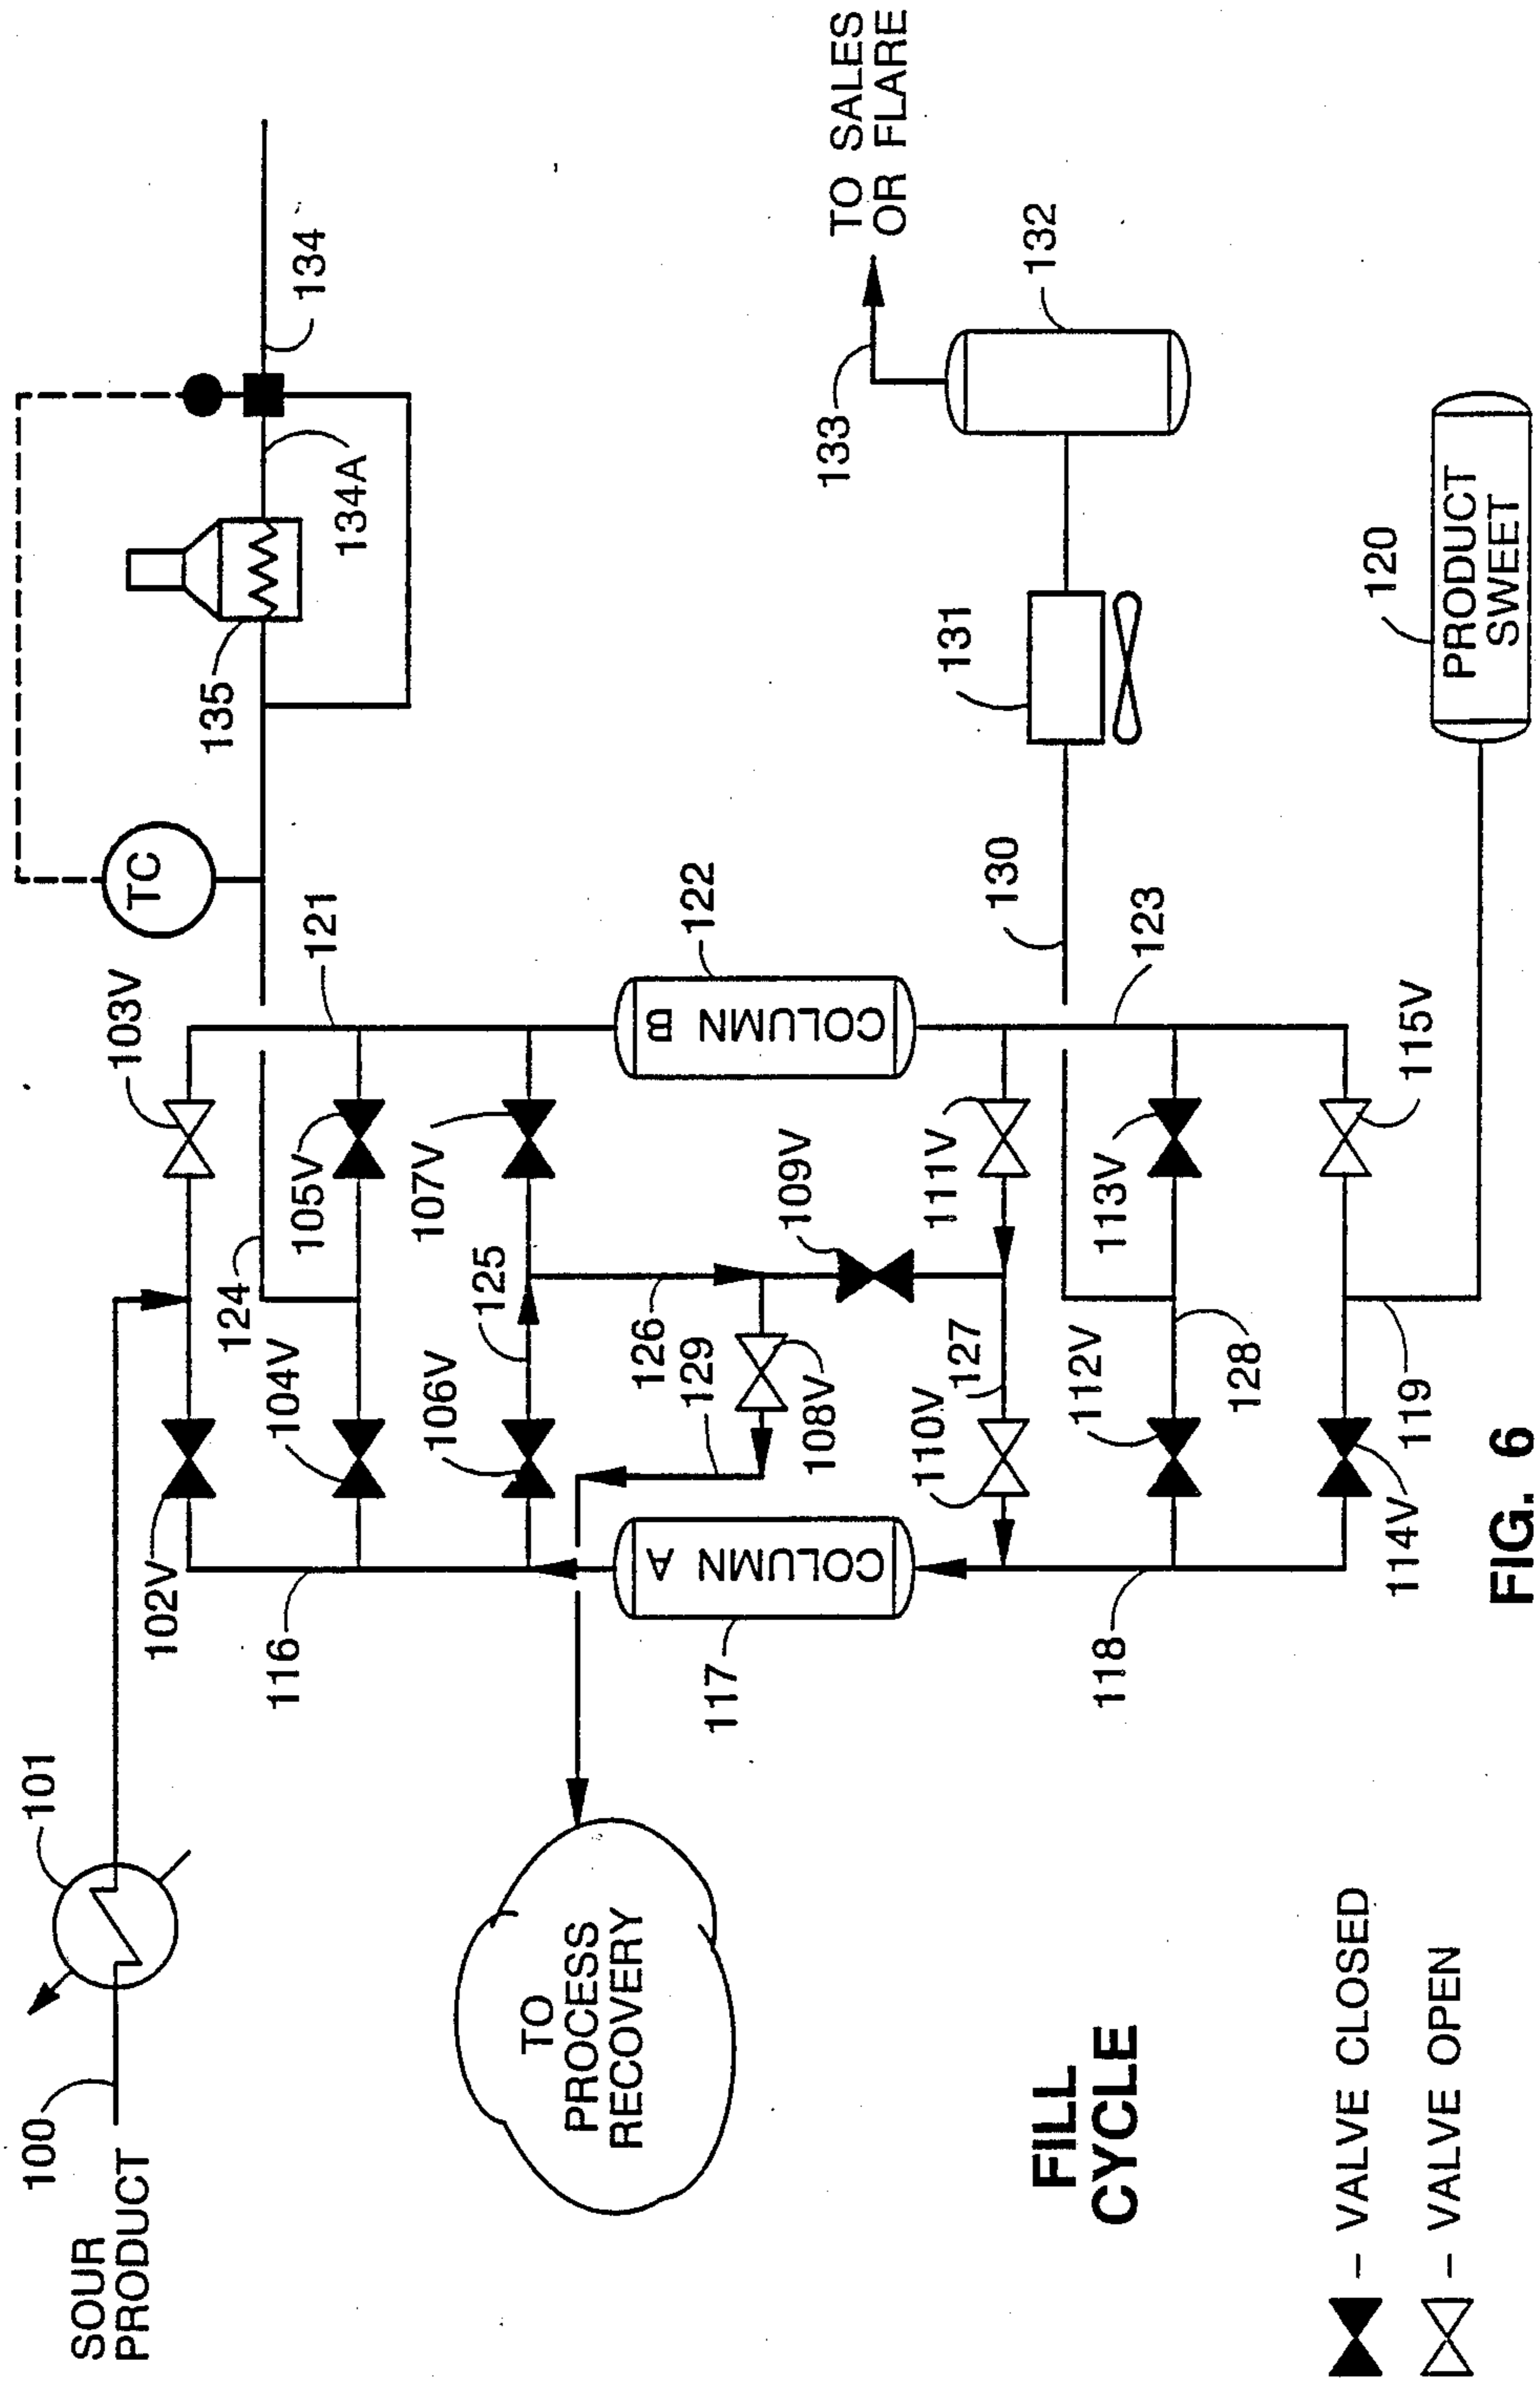 SOUR
PRODUCT
100
101
102V
103V
116
124
121
TC
135
134A
134
104V
105V
106V
125
107V
126
129
108V
109V
TO
PROCESS
RECOVERY
117
COLUMN A
COLUMN B
122
110V
127
111V
118
112V
128
113V
123
130
131
132
133
TO SALES
OR FLARE
114V
119
115V
120
PRODUCT
SWEET
FILL
CYCLE
- VALVE CLOSED
- VALVE OPEN
FIG. 6